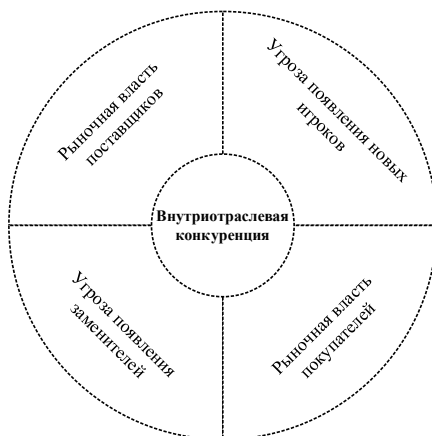 Рыночная власть
поставщиков
Угроза появления новых
игроков
Внутриотраслевая
конкуренция
Угроза появления
заменителей
Рыночная власть
покупателей